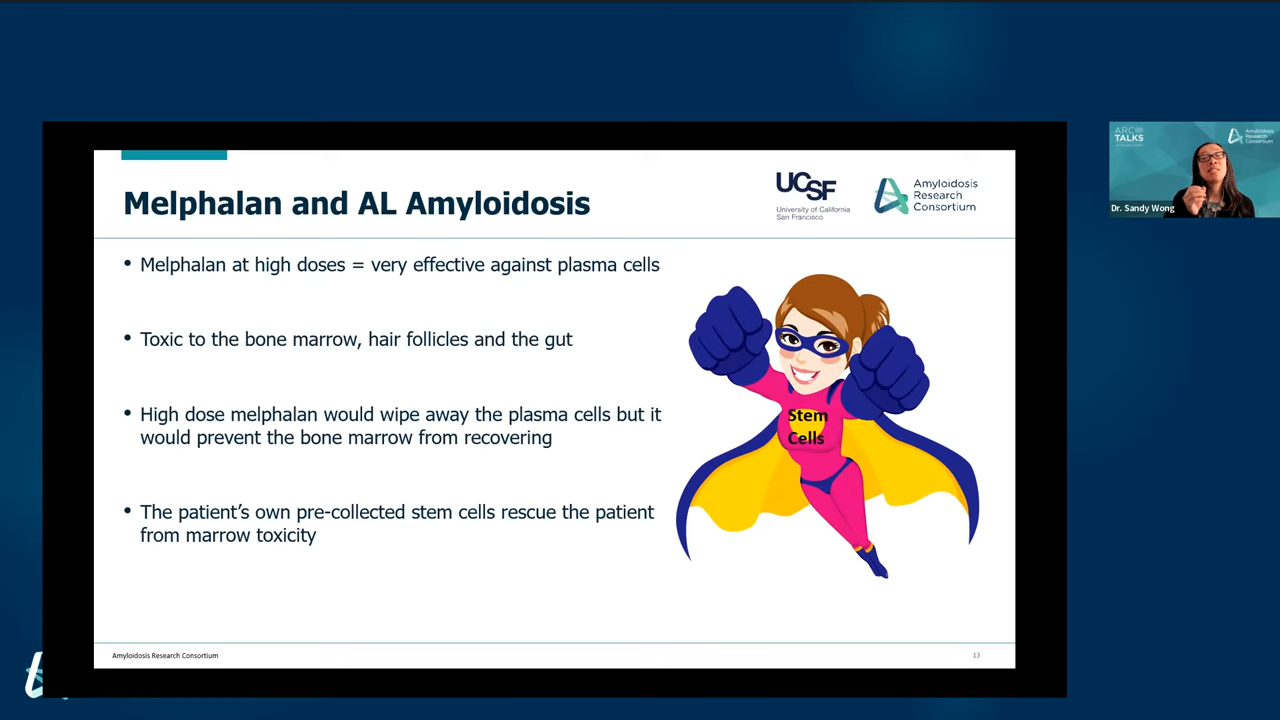 Melphalan and AL Amyloidosis
UCSF
University of California
San Francisco
Amyloidosis
Research
Consortium
• Melphalan at high doses = very effective against plasma cells
• Toxic to the bone marrow, hair follicles and the gut
• High dose melphalan would wipe away the plasma cells but it
would prevent the bone marrow from recovering
• The patient’s own pre-collected stem cells rescue the patient
from marrow toxicity
Stem
Cells
Amyloidosis Research Consortium
13
ARC
TALKS
Amyloidosis
Research
Consortium
Dr. Sandy Wong